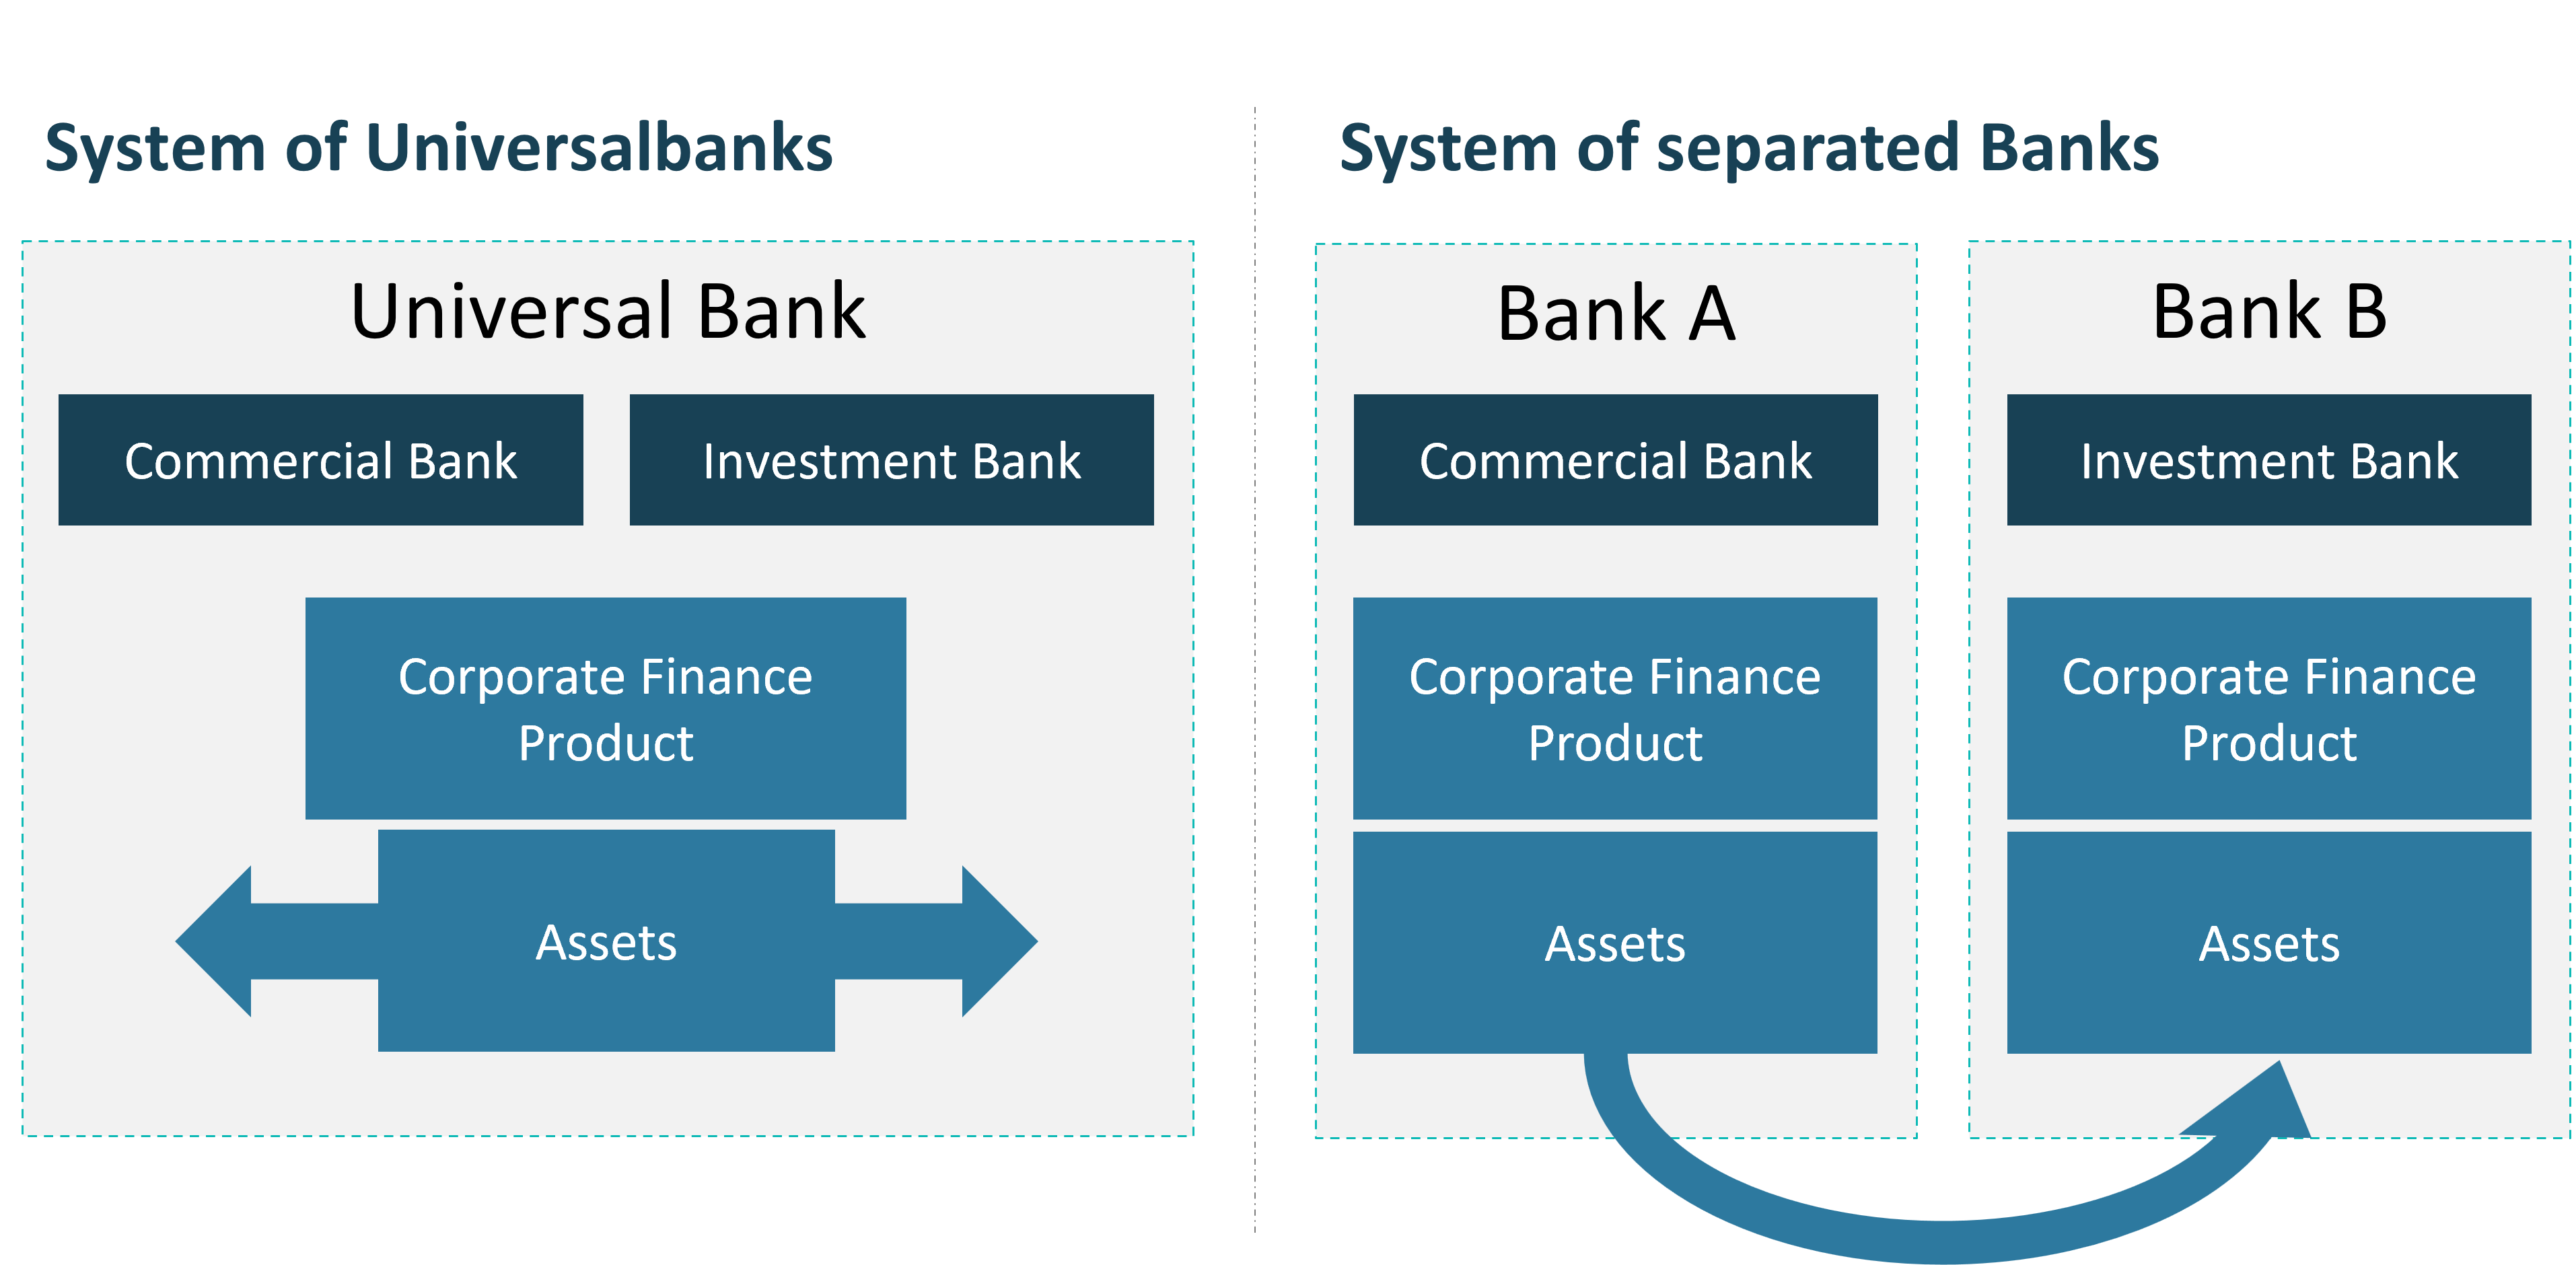 System of Universalbanks
Universal Bank
Commercial Bank
Investment Bank
Corporate Finance
Product
Assets
System of separated Banks
Bank A
Commercial Bank
Corporate Finance
Product
Assets
Bank B
Investment Bank
Corporate Finance
Product
Assets